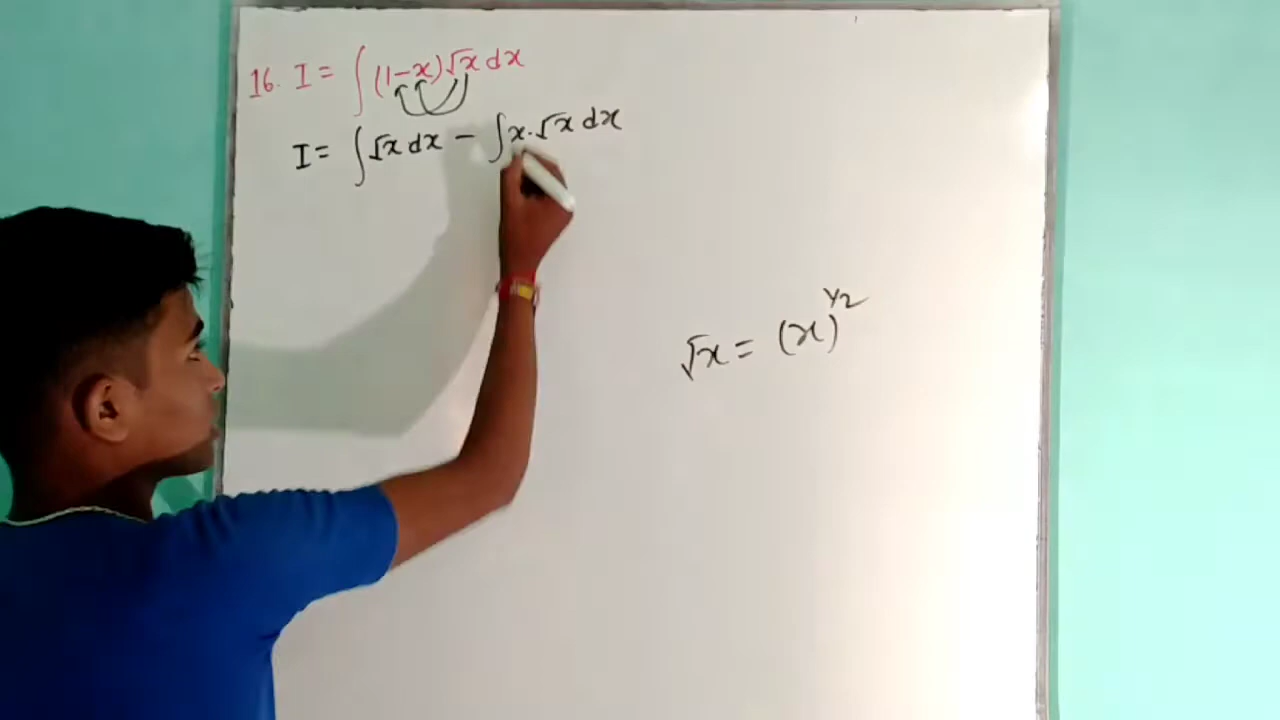 16. I = ∫(1-x)√x dx
I = ∫√x dx - ∫x.√x dx
√x = (x)^1/2